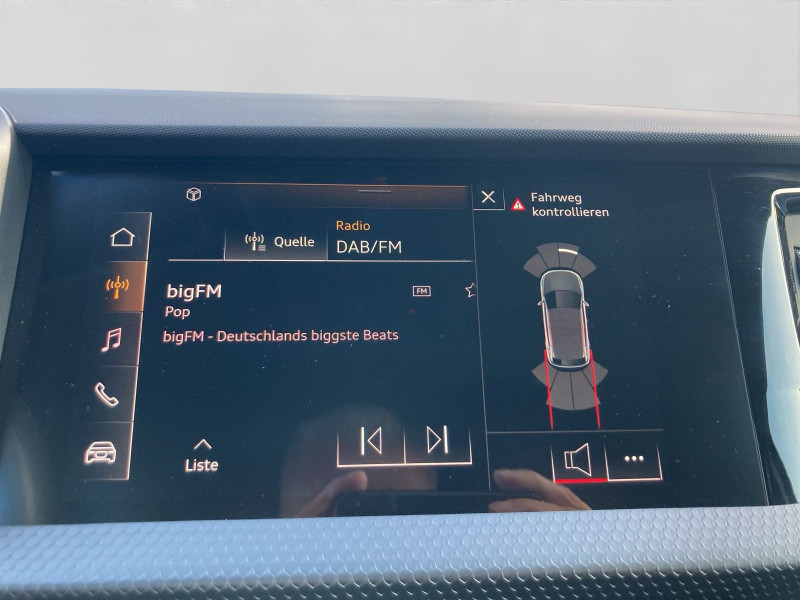 Radio
Quelle
DAB/FM
bigFM
FM
Pop
bigFM - Deutschlands biggste Beats
Liste
Fahrweg
kontrollieren